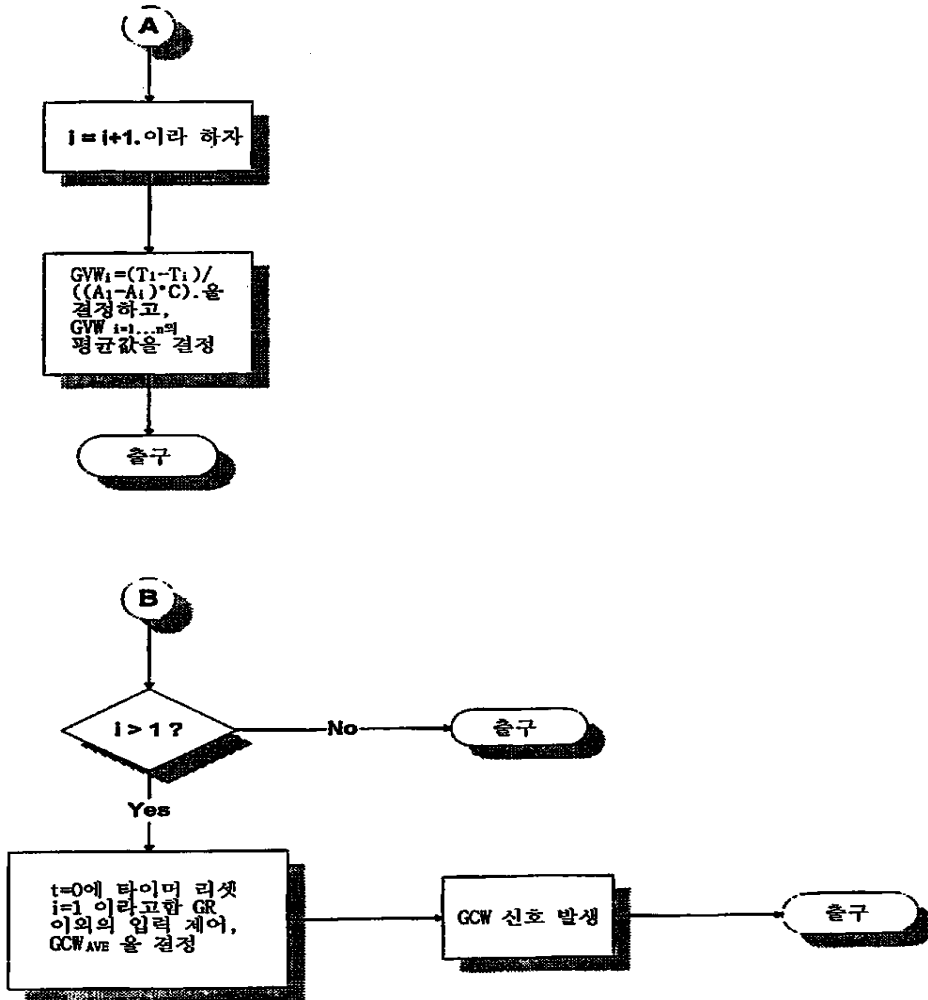 A
i = i+1.이라 하자
GVWi=(T1-Ti)/
((A1-Ai)*C).을
결정하고,
GVW i=1...n의
평균값을 결정
출구
B
i > 1 ?
No
출구
Yes
t=0에 타이머 리셋
i=1 이라고함 GR
이외의 입력 제어,
GCWAVE 을 결정
GCW 신호 발생
출구